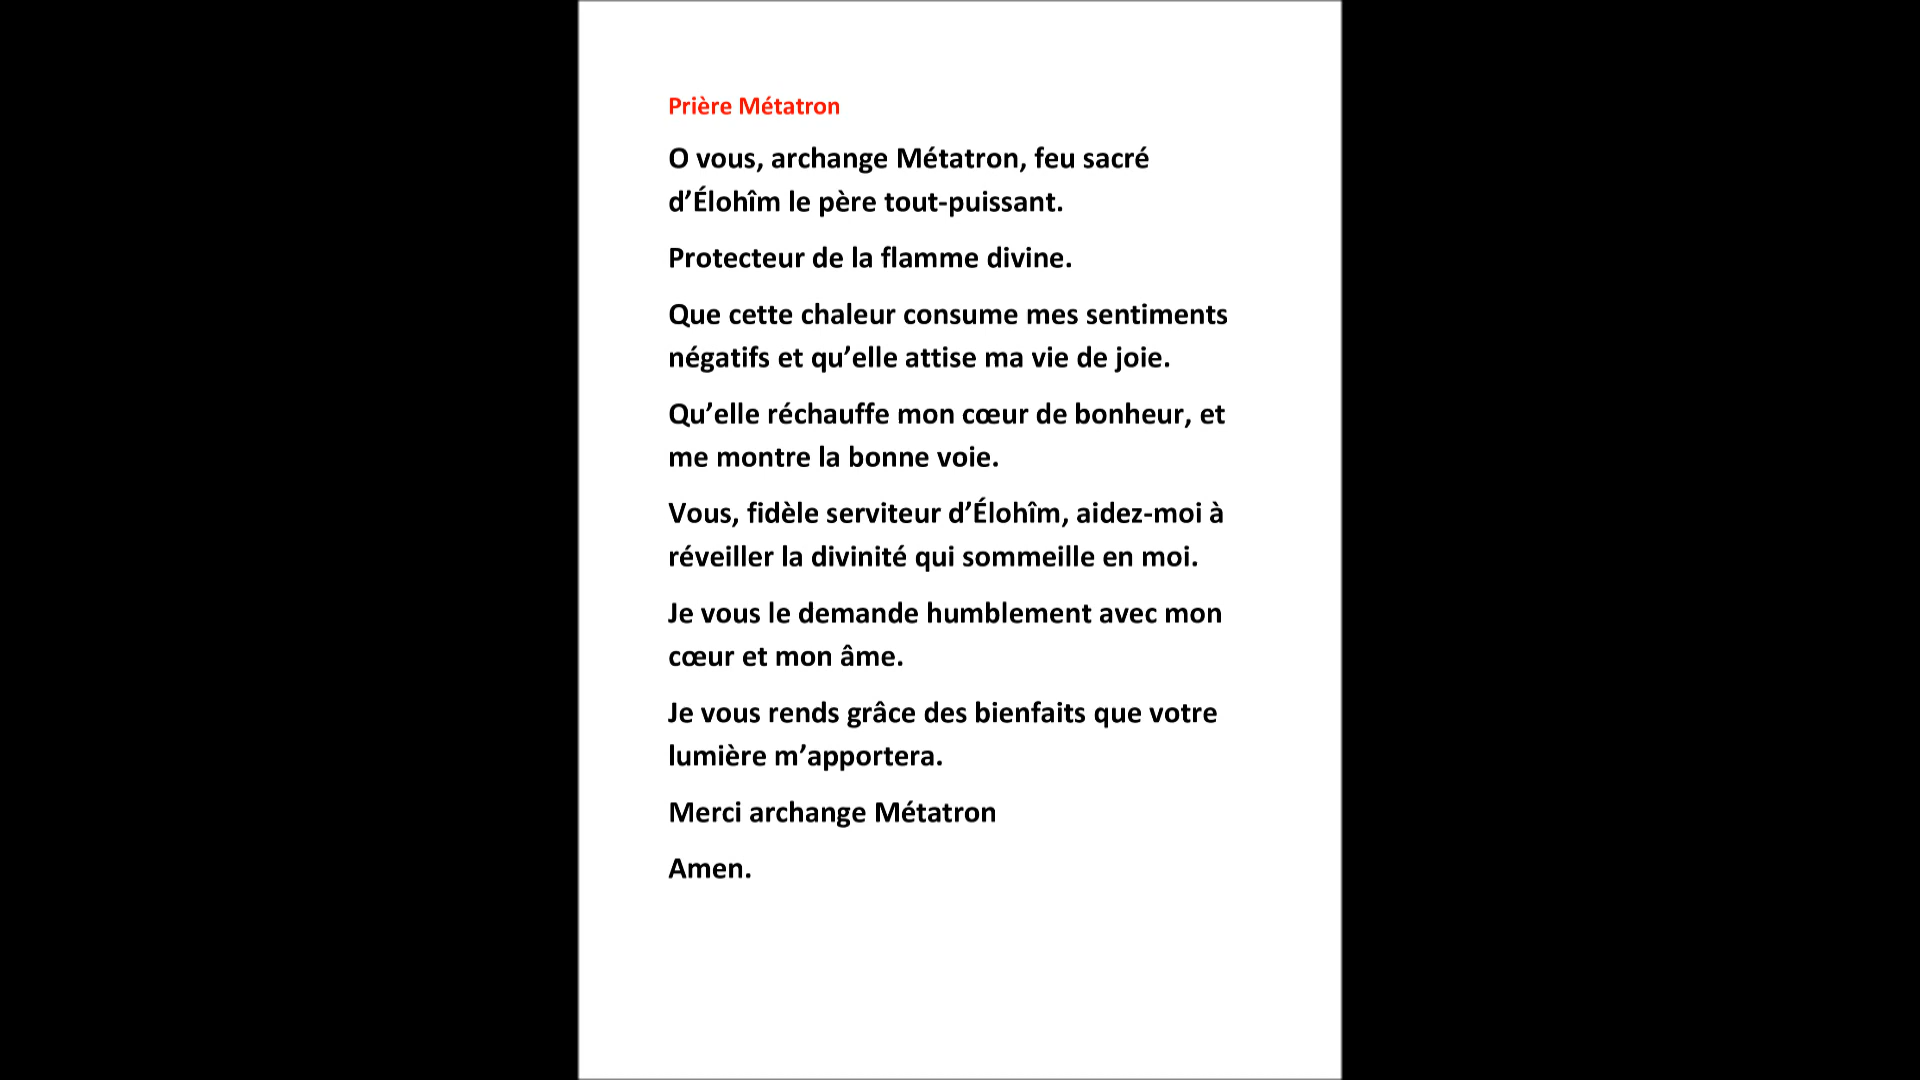 Prière Métatron
O vous, archange Métatron, feu sacré
d’Élohîm le père tout-puissant.
Protecteur de la flamme divine.
Que cette chaleur consume mes sentiments
négatifs et qu’elle attise ma vie de joie.
Qu’elle réchauffe mon cœur de bonheur, et
me montre la bonne voie.
Vous, fidèle serviteur d’Élohîm, aidez-moi à
réveiller la divinité qui sommeille en moi.
Je vous le demande humblement avec mon
cœur et mon âme.
Je vous rends grâce des bienfaits que votre
lumière m’apportera.
Merci archange Métatron
Amen.